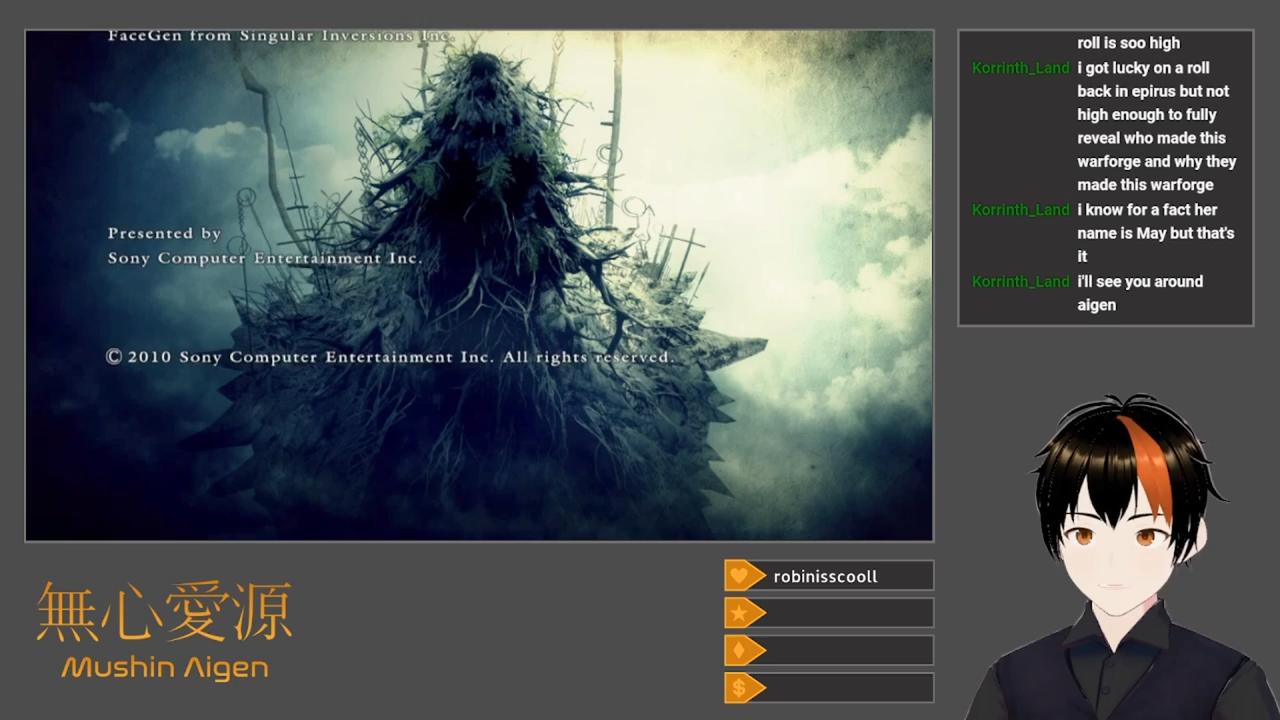 FaceGen from Singular Inversions Inc.
Presented by
Sony Computer Entertainment Inc.
© 2010 Sony Computer Entertainment Inc. All rights reserved.
roll is soo high
Korrinth_Land i got lucky on a roll
back in epirus but not
high enough to fully
reveal who made this
warforge and why they
made this warforge
Korrinth_Land i know for a fact her
name is May but that's
it
Korrinth_Land i'll see you around
aigen
無心愛源
Mushin Aigen
robinisscooll
$